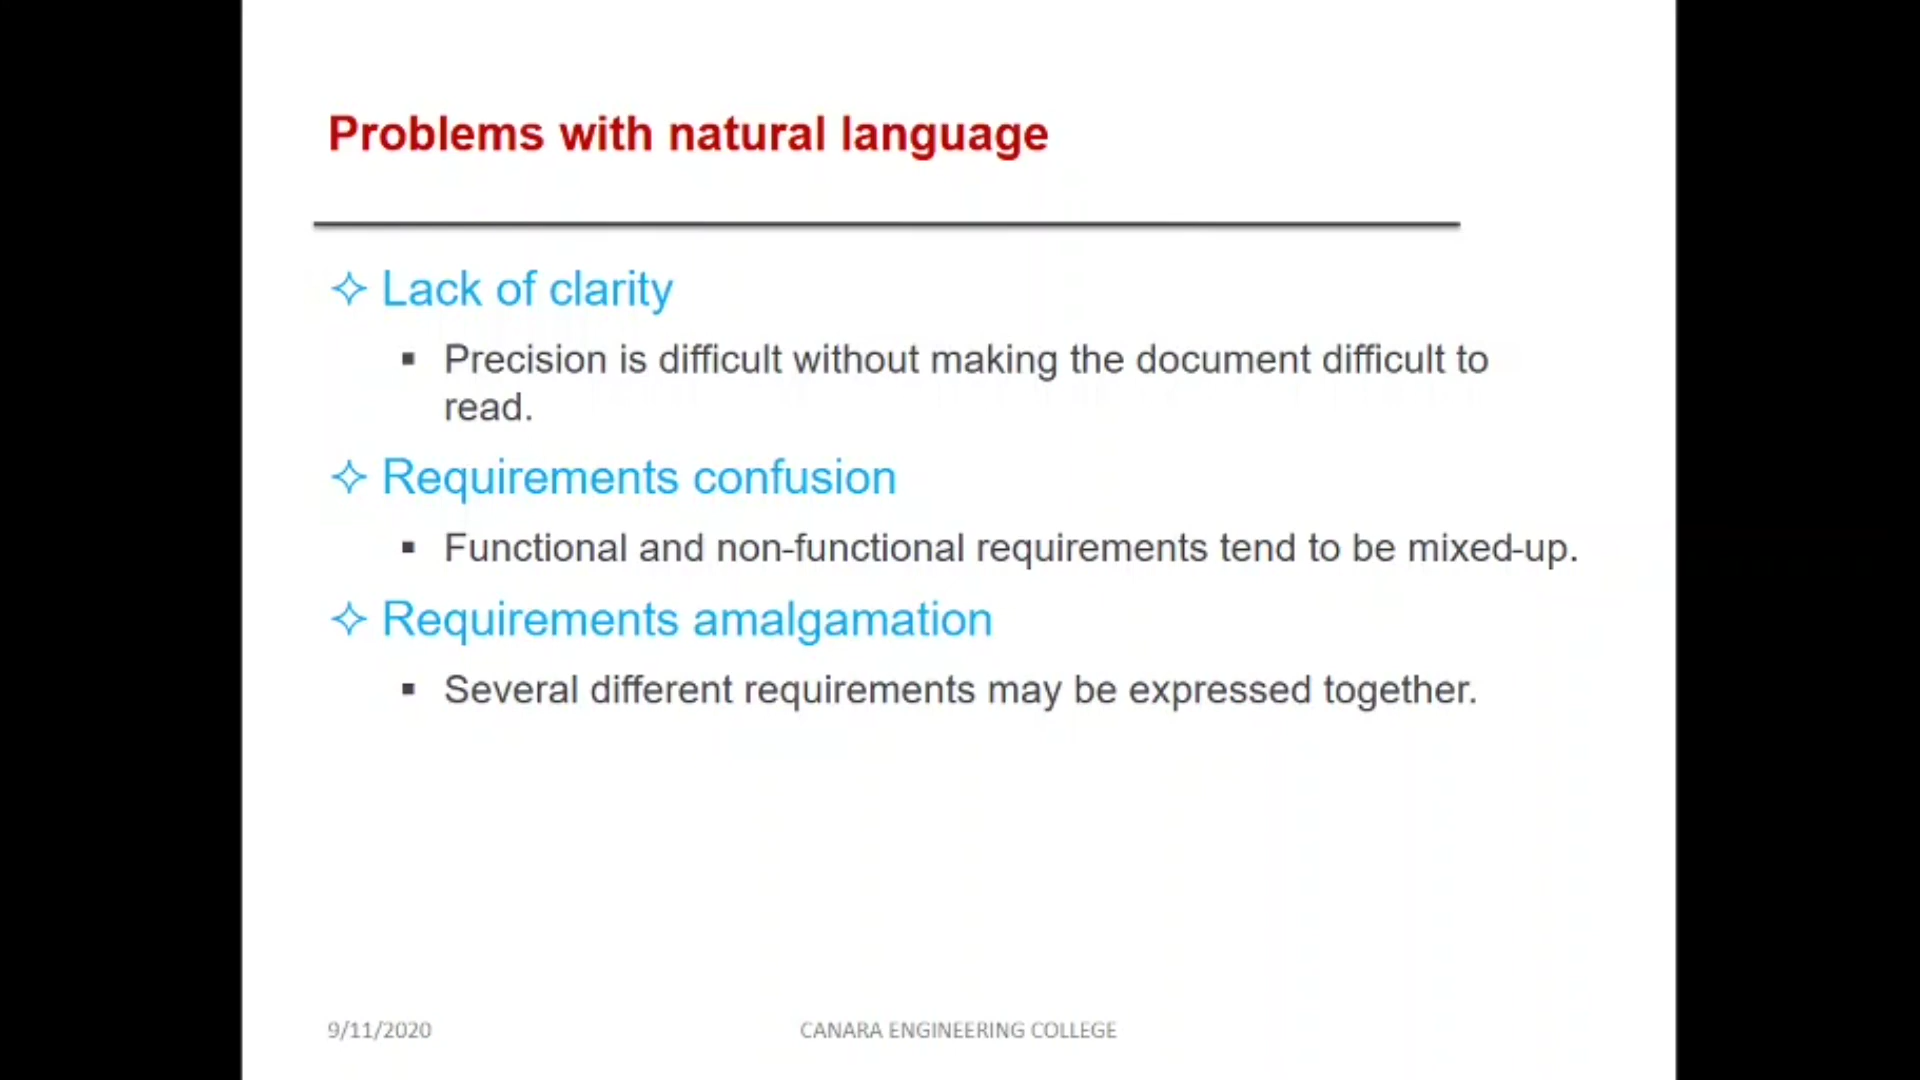 Problems with natural language
✧ Lack of clarity
▪ Precision is difficult without making the document difficult to
read.
✧ Requirements confusion
▪ Functional and non-functional requirements tend to be mixed-up.
✧ Requirements amalgamation
▪ Several different requirements may be expressed together.
9/11/2020 CANARA ENGINEERING COLLEGE